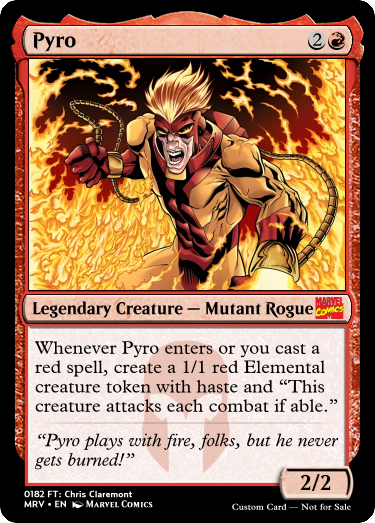 Pyro 2
Legendary Creature — Mutant Rogue MARVEL COMICS
Whenever Pyro enters or you cast a
red spell, create a 1/1 red Elemental
creature token with haste and “This
creature attacks each combat if able.”
“Pyro plays with fire, folks, but he never
gets burned!”
2/2
0182 FT: Chris Claremont
MRV • EN Marvel Comics
Custom Card — Not for Sale